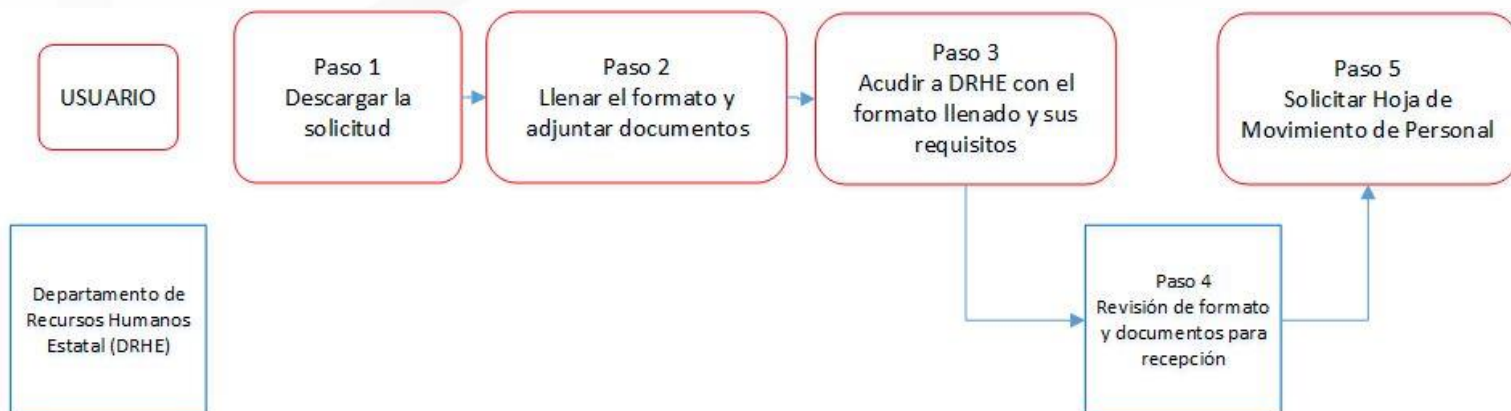 USUARIO
Paso 1
Descargar la
solicitud
Paso 2
Llenar el formato y
adjuntar documentos
Paso 3
Acudir a DRHE con el
formato llenado y sus
requisitos
Paso 5
Solicitar Hoja de
Movimiento de Personal
Departamento de
Recursos Humanos
Estatal (DRHE)
Paso 4
Revisión de formato
y documentos para
recepción